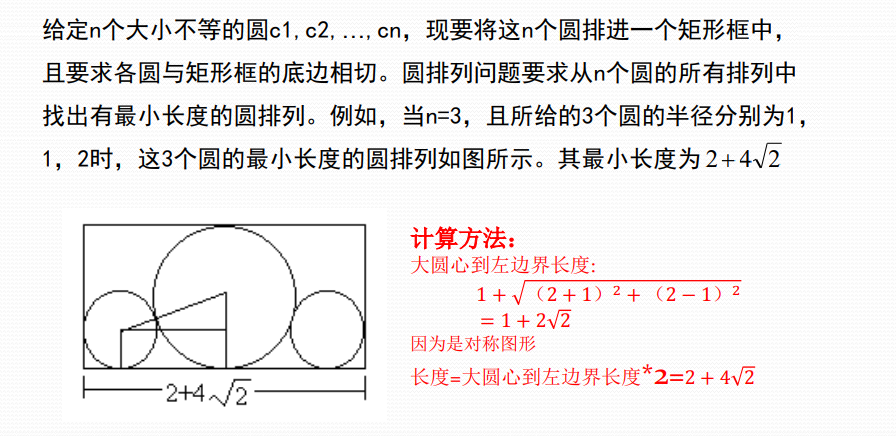 给定n个大小不等的圆c1,c2,…,cn，现要将这n个圆排进一个矩形框中，
且要求各圆与矩形框的底边相切。圆排列问题要求从n个圆的所有排列中
找出有最小长度的圆排列。例如，当n=3，且所给的3个圆的半径分别为1，
1，2时，这3个圆的最小长度的圆排列如图所示。其最小长度为 2+4√2
计算方法：
大圆心到左边界长度:
1+√（2+1）²+（2−1）²
=1+2√2
因为是对称图形
长度=大圆心到左边界长度*2=2+4√2
2+4√2